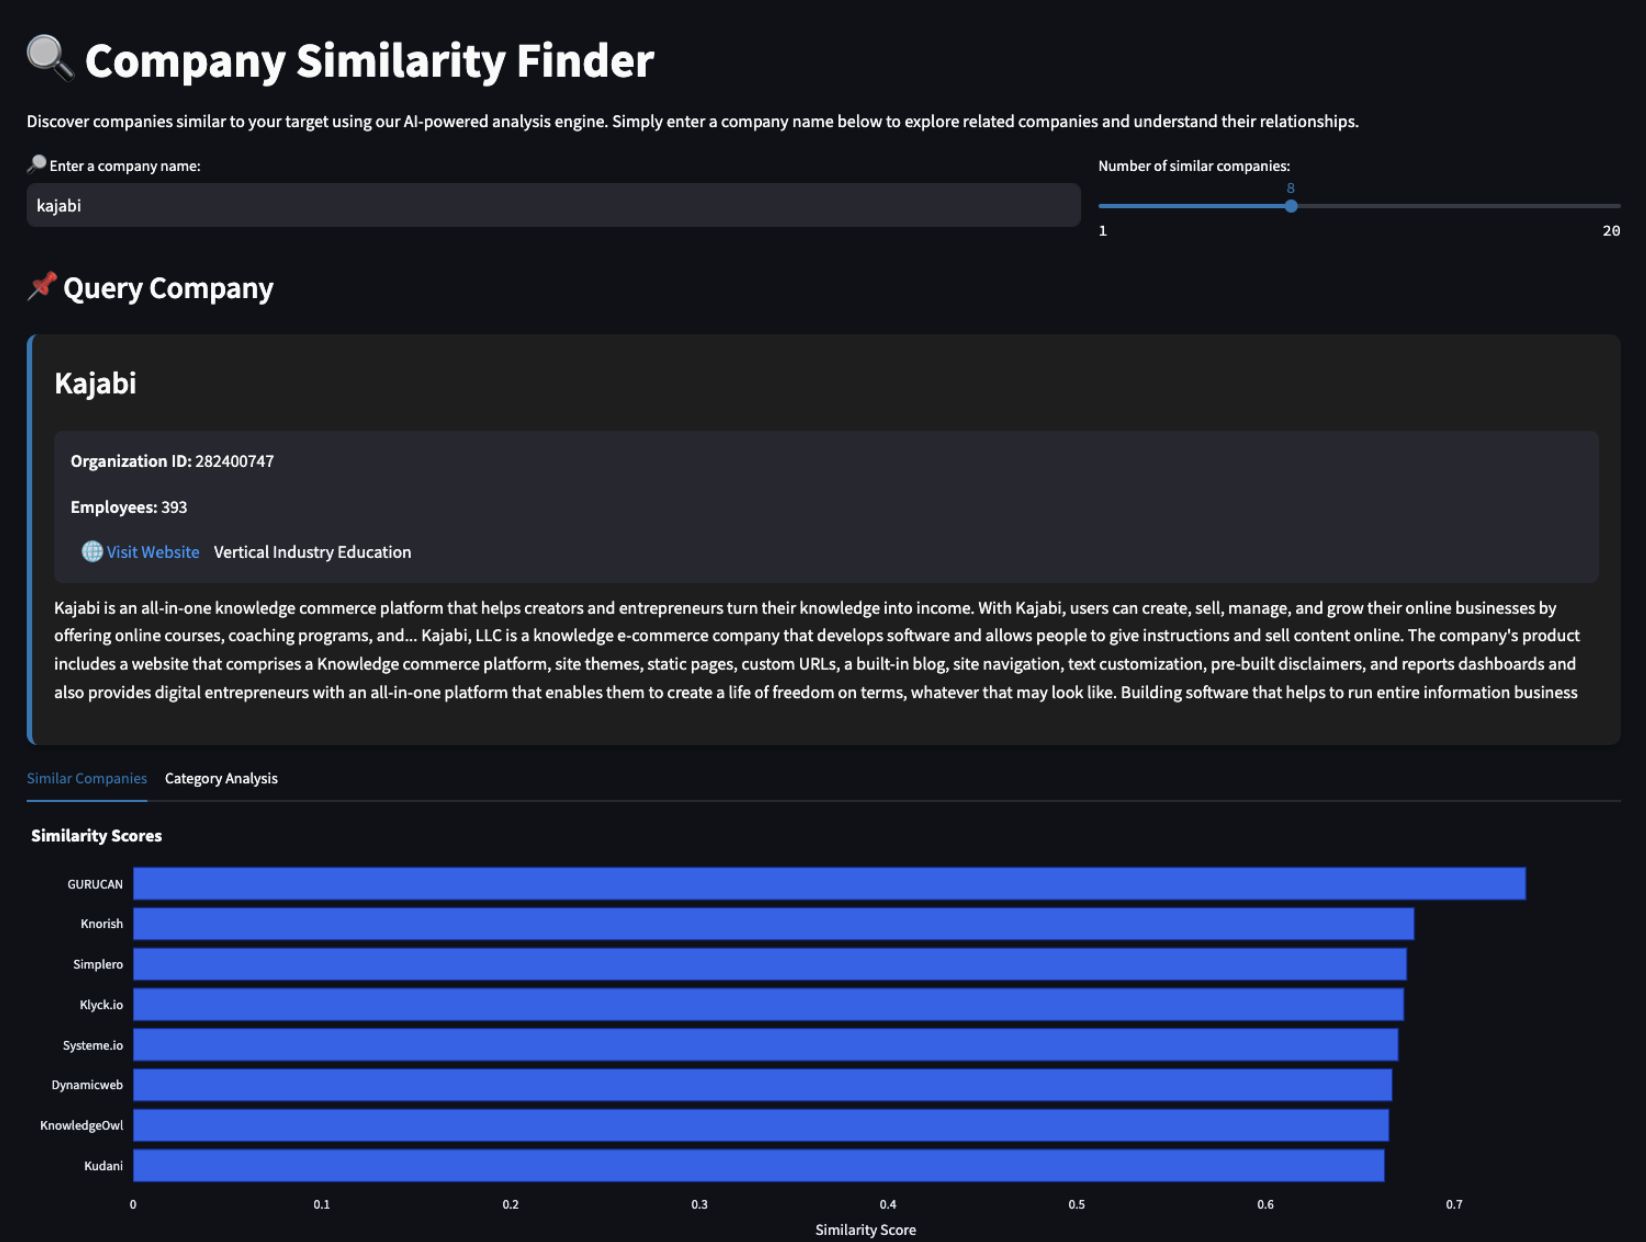 Company Similarity Finder
Discover companies similar to your target using our AI-powered analysis engine. Simply enter a company name below to explore related companies and understand their relationships.
Enter a company name:
kajabi
Number of similar companies:
8
1
20
Query Company
Kajabi
Organization ID: 282400747
Employees: 393
Visit Website Vertical Industry Education
Kajabi is an all-in-one knowledge commerce platform that helps creators and entrepreneurs turn their knowledge into income. With Kajabi, users can create, sell, manage, and grow their online businesses by
offering online courses, coaching programs, and... Kajabi, LLC is a knowledge e-commerce company that develops software and allows people to give instructions and sell content online. The company's product
includes a website that comprises a Knowledge commerce platform, site themes, static pages, custom URLs, a built-in blog, site navigation, text customization, pre-built disclaimers, and reports dashboards and
also provides digital entrepreneurs with an all-in-one platform that enables them to create a life of freedom on terms, whatever that may look like. Building software that helps to run entire information business
Similar Companies Category Analysis
Similarity Scores
GURUCAN
Knorish
Simplero
Klyck.io
Systeme.io
Dynamicweb
KnowledgeOwl
Kudani
0 0.1 0.2 0.3 0.4 0.5 0.6 0.7
Similarity Score